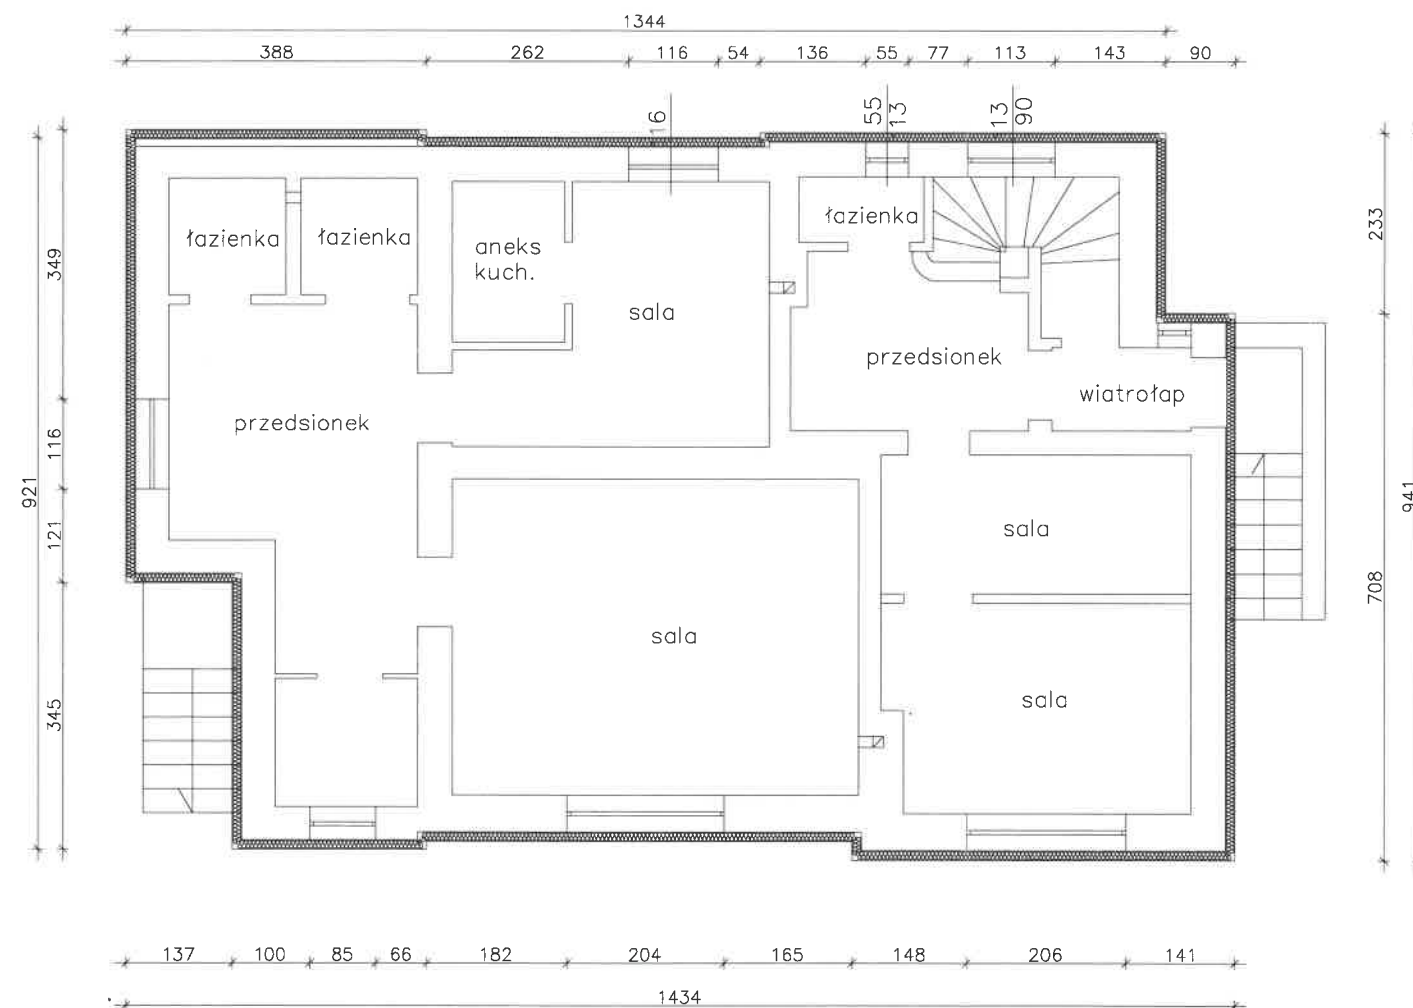 1344
388 262 116 54 136 55 77 113 143 90
16 55 13 13 90
łazienka łazienka aneks
kuch.
łazienka
sala
przedsionek
wiatrołap
przedsionek
sala
sala
sala
349 116 121 345
921
233 708
941
137 100 85 66 182 204 165 148 206 141
1434